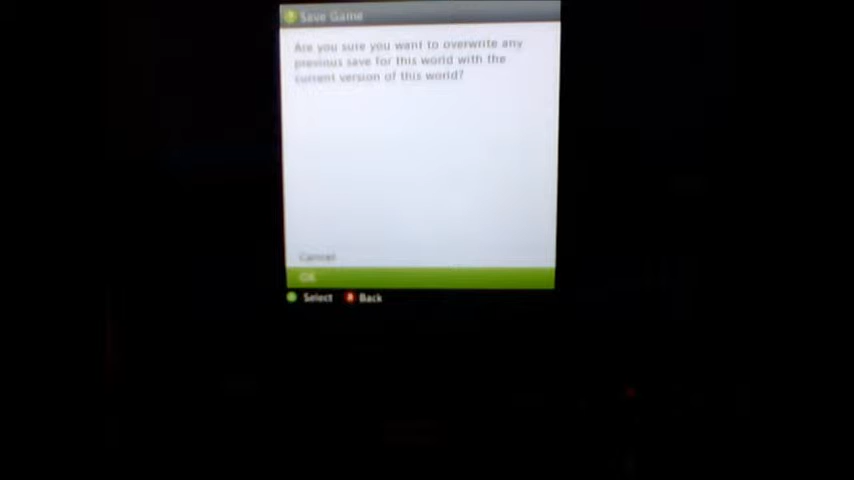 Save Game
Are you sure you want to overwrite any
previous save for this world with the
current version of this world?
Cancel
OK
Select Back